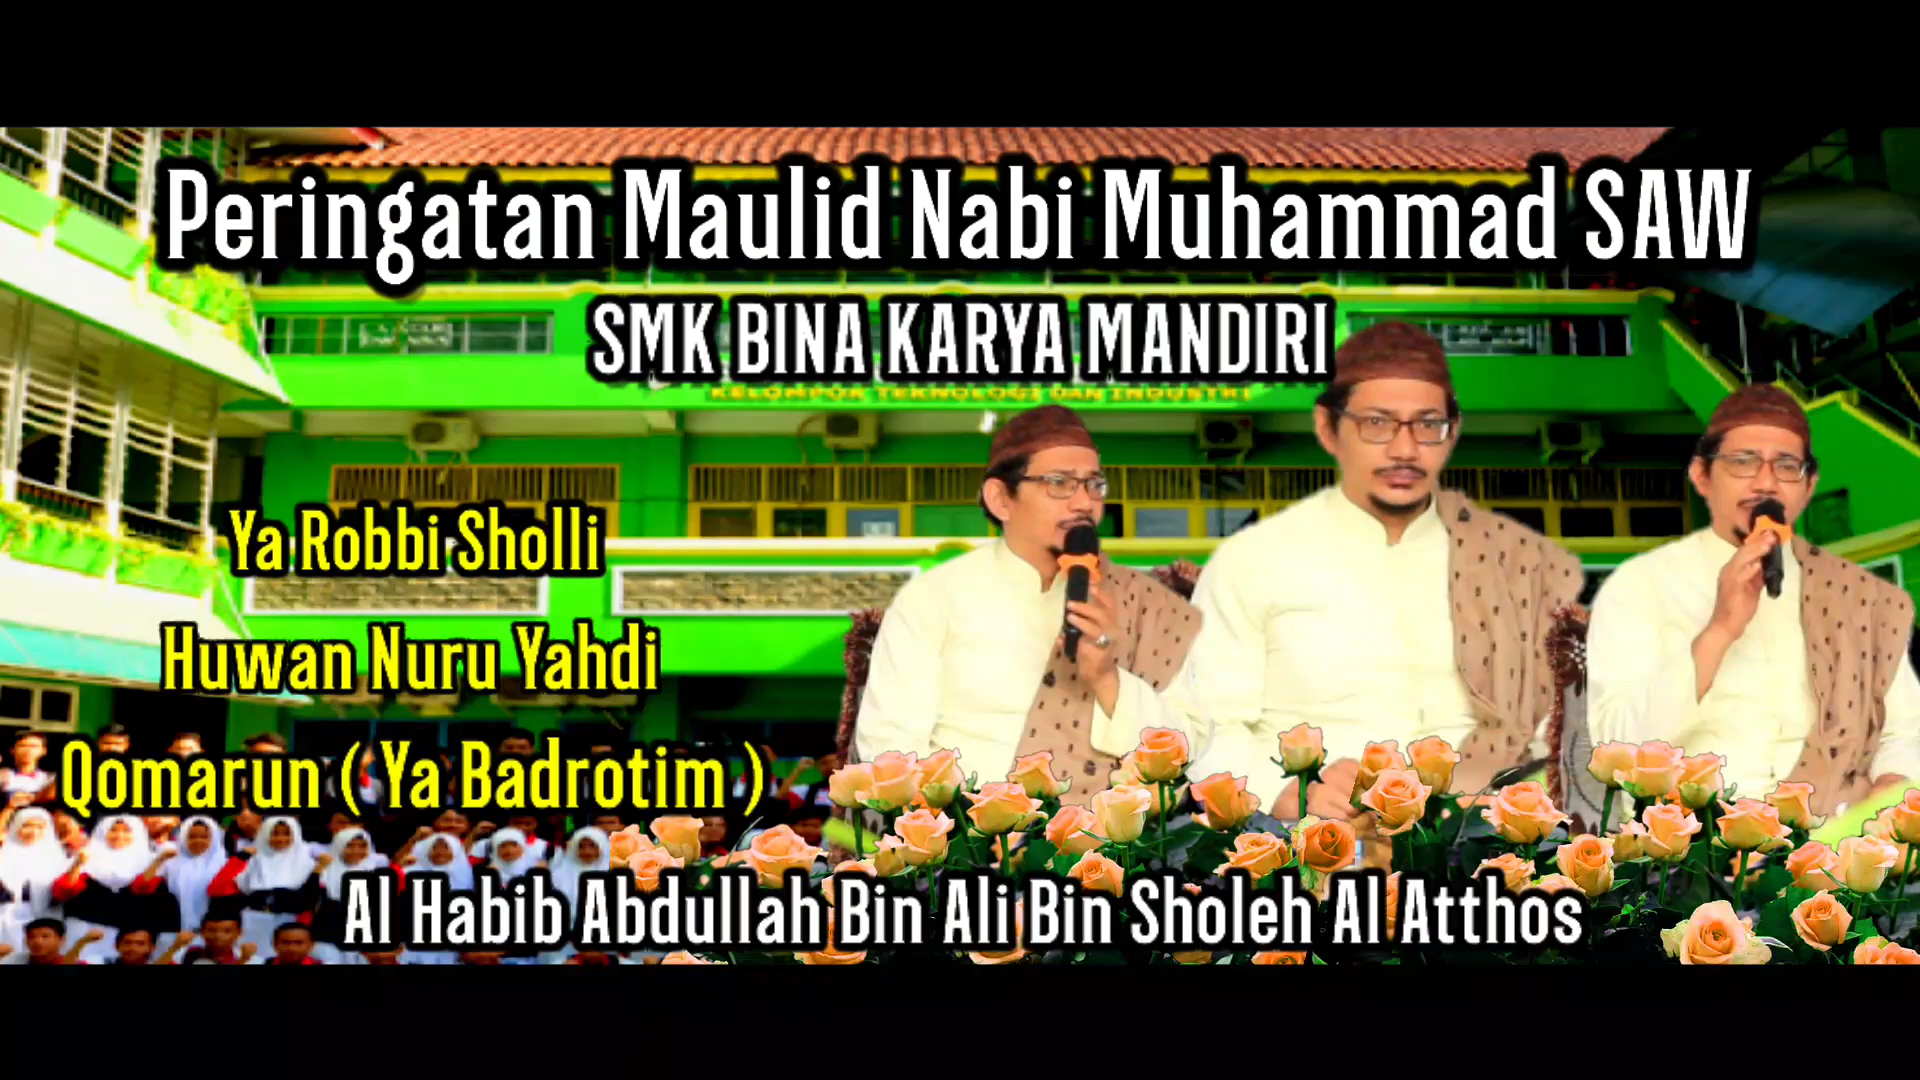 Peringatan Maulid Nabi Muhammad SAW
SMK BINA KARYA MANDIRI
KELOMPOK TEKNOLOGI DAN INDUSTRI
Ya Robbi Sholli
Huwan Nuru Yahdi
Qomarun ( Ya Badrotim )
Al Habib Abdullah Bin Ali Bin Sholeh Al Atthos